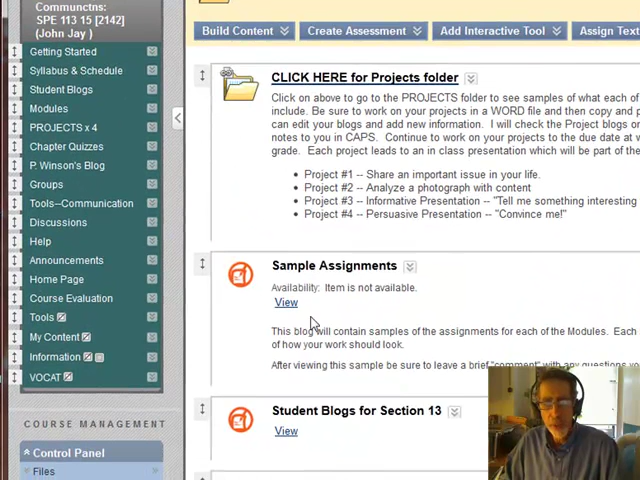 Communctns:
SPE 113 15 [2142]
(John Jay )
Getting Started
Syllabus & Schedule
Student Blogs
Modules
PROJECTS x 4
Chapter Quizzes
P. Winson's Blog
Groups
Tools--Communication
Discussions
Help
Announcements
Home Page
Course Evaluation
Tools
My Content
Information
VOCAT
COURSE MANAGEMENT
Control Panel
Files
Build Content
Create Assessment
Add Interactive Tool
Assign Text
CLICK HERE for Projects folder
Click on above to go to the PROJECTS folder to see samples of what each of
include. Be sure to work on your projects in a WORD file and then copy and p
can edit your blogs and add new information. I will check the Project blogs or
notes to you in CAPS. Continue to work on your projects to the due date at w
grade. Each project leads to an in class presentation which will be part of the
• Project #1 -- Share an important issue in your life.
• Project #2 -- Analyze a photograph with content
• Project #3 -- Informative Presentation -- "Tell me something interesting
• Project #4 -- Persuasive Presentation -- "Convince me!"
Sample Assignments
Availability: Item is not available.
View
This blog will contain samples of the assignments for each of the Modules. Each
of how your work should look.
After viewing this sample be sure to leave a brief "comment" with any questions yo
Student Blogs for Section 13
View